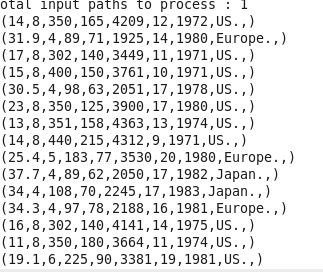 otal input paths to process : 1
(14,8,350,165,4209,12,1972,US.,)
(31.9,4,89,71,1925,14,1980,Europe.,)
(17,8,302,140,3449,11,1971,US.,)
(15,8,400,150,3761,10,1971,US.,)
(30.5,4,98,63,2051,17,1978,US.,)
(23,8,350,125,3900,17,1980,US.,)
(13,8,351,158,4363,13,1974,US.,)
(14,8,440,215,4312,9,1971,US.,)
(25.4,5,183,77,3530,20,1980,Europe.,)
(37.7,4,89,62,2050,17,1982,Japan.,)
(34,4,108,70,2245,17,1983,Japan.,)
(34.3,4,97,78,2188,16,1981,Europe.,)
(16,8,302,140,4141,14,1975,US.,)
(11,8,350,180,3664,11,1974,US.,)
(19.1,6,225,90,3381,19,1981,US.,)